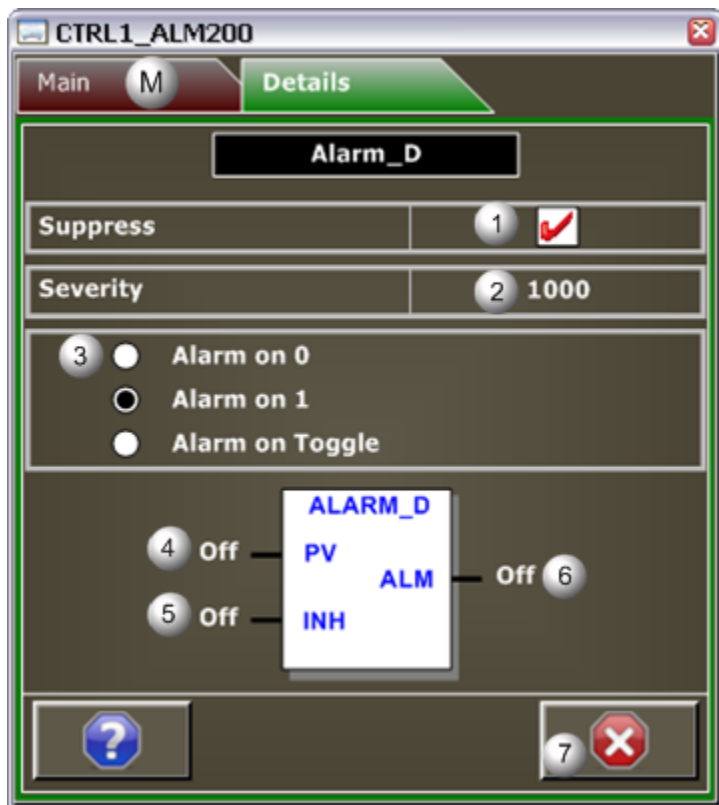 CTRL1_ALM200
Main M Details
Alarm_D
Suppress 1
Severity 2 1000
3 Alarm on 0
Alarm on 1
Alarm on Toggle
ALARM_D
4 Off PV
ALM Off 6
5 Off INH
? 7